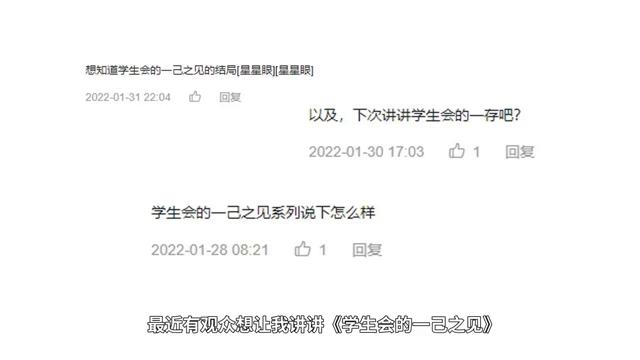 想知道学生会的一己之见的结局[星星眼][星星眼]
2022-01-31 22:04 回复
以及，下次讲讲学生会的一存吧？
2022-01-30 17:03 1 回复
学生会的一己之见系列说下怎么样
2022-01-28 08:21 1 回复
最近有观众想让我讲讲《学生会的一己之见》